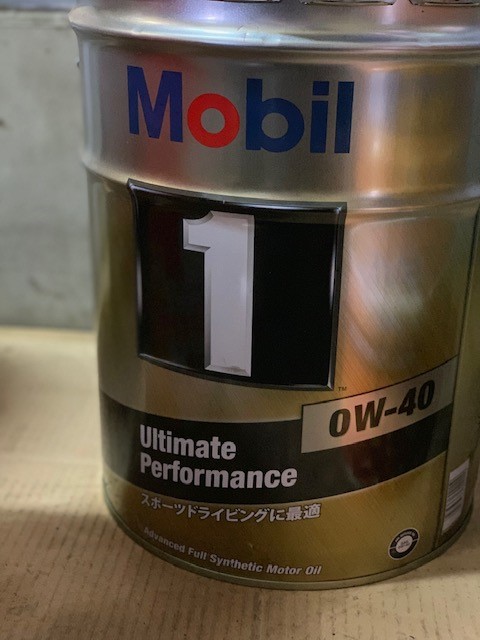 Mobil
1
TM
0W-40
Ultimate
Performance
スポーツドライビングに最適
Advanced Full Synthetic Motor Oil